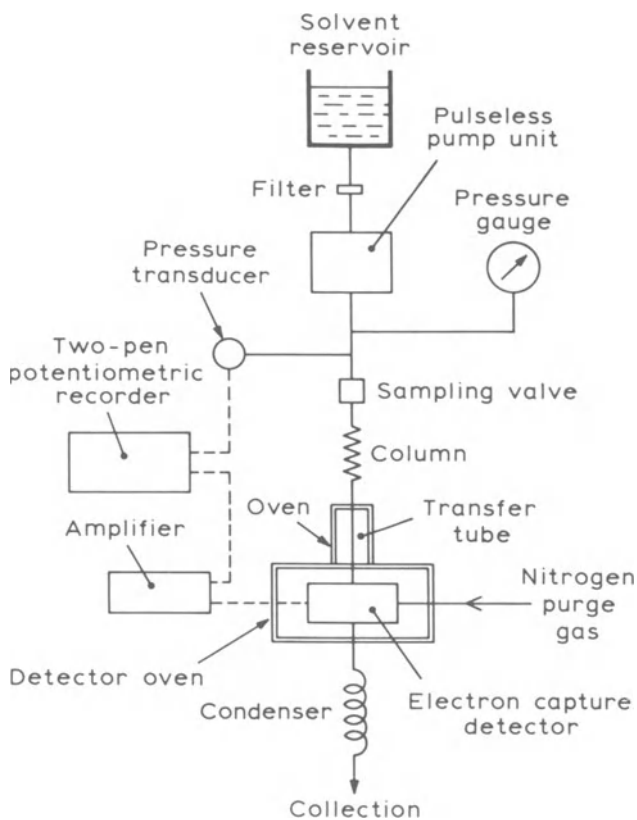 Solvent
reservoir
Pulseless
pump unit
Filter
Pressure
gauge
Pressure
transducer
Two-pen
potentiometric
recorder
Sampling valve
Column
Oven
Transfer
tube
Amplifier
Nitrogen
purge
gas
Detector oven
Electron capture
detector
Condenser
Collection